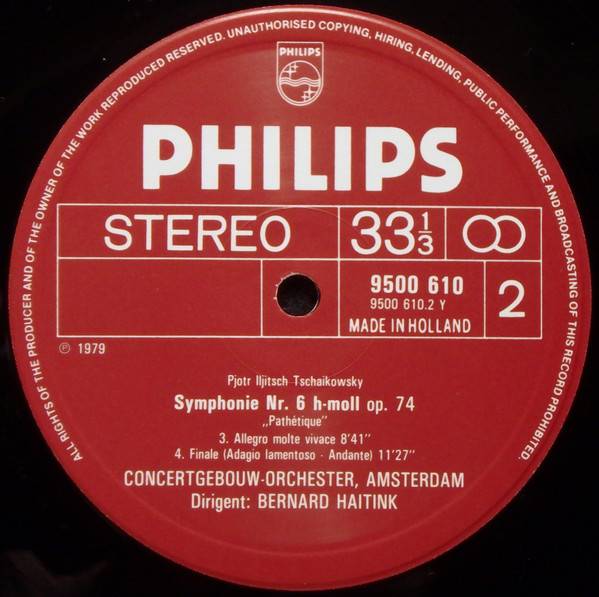 ALL RIGHTS OF THE PRODUCER AND OF THE OWNER OF THE WORK REPRODUCED RESERVED. UNAUTHORISED COPYING, HIRING, LENDING, PUBLIC PERFORMANCE AND BROADCASTING OF THIS RECORD PROHIBITED.
PHILIPS
PHILIPS
STEREO
33 1/3
9500 610
9500 610.2 Y
MADE IN HOLLAND
2
℗ 1979
Pjotr Iljitsch Tschaikowsky
Symphonie Nr. 6 h-moll op. 74
„Pathétique"
3. Allegro molte vivace 8'41"
4. Finale (Adagio lamentoso · Andante) 11'27"
CONCERTGEBOUW-ORCHESTER, AMSTERDAM
Dirigent: BERNARD HAITINK